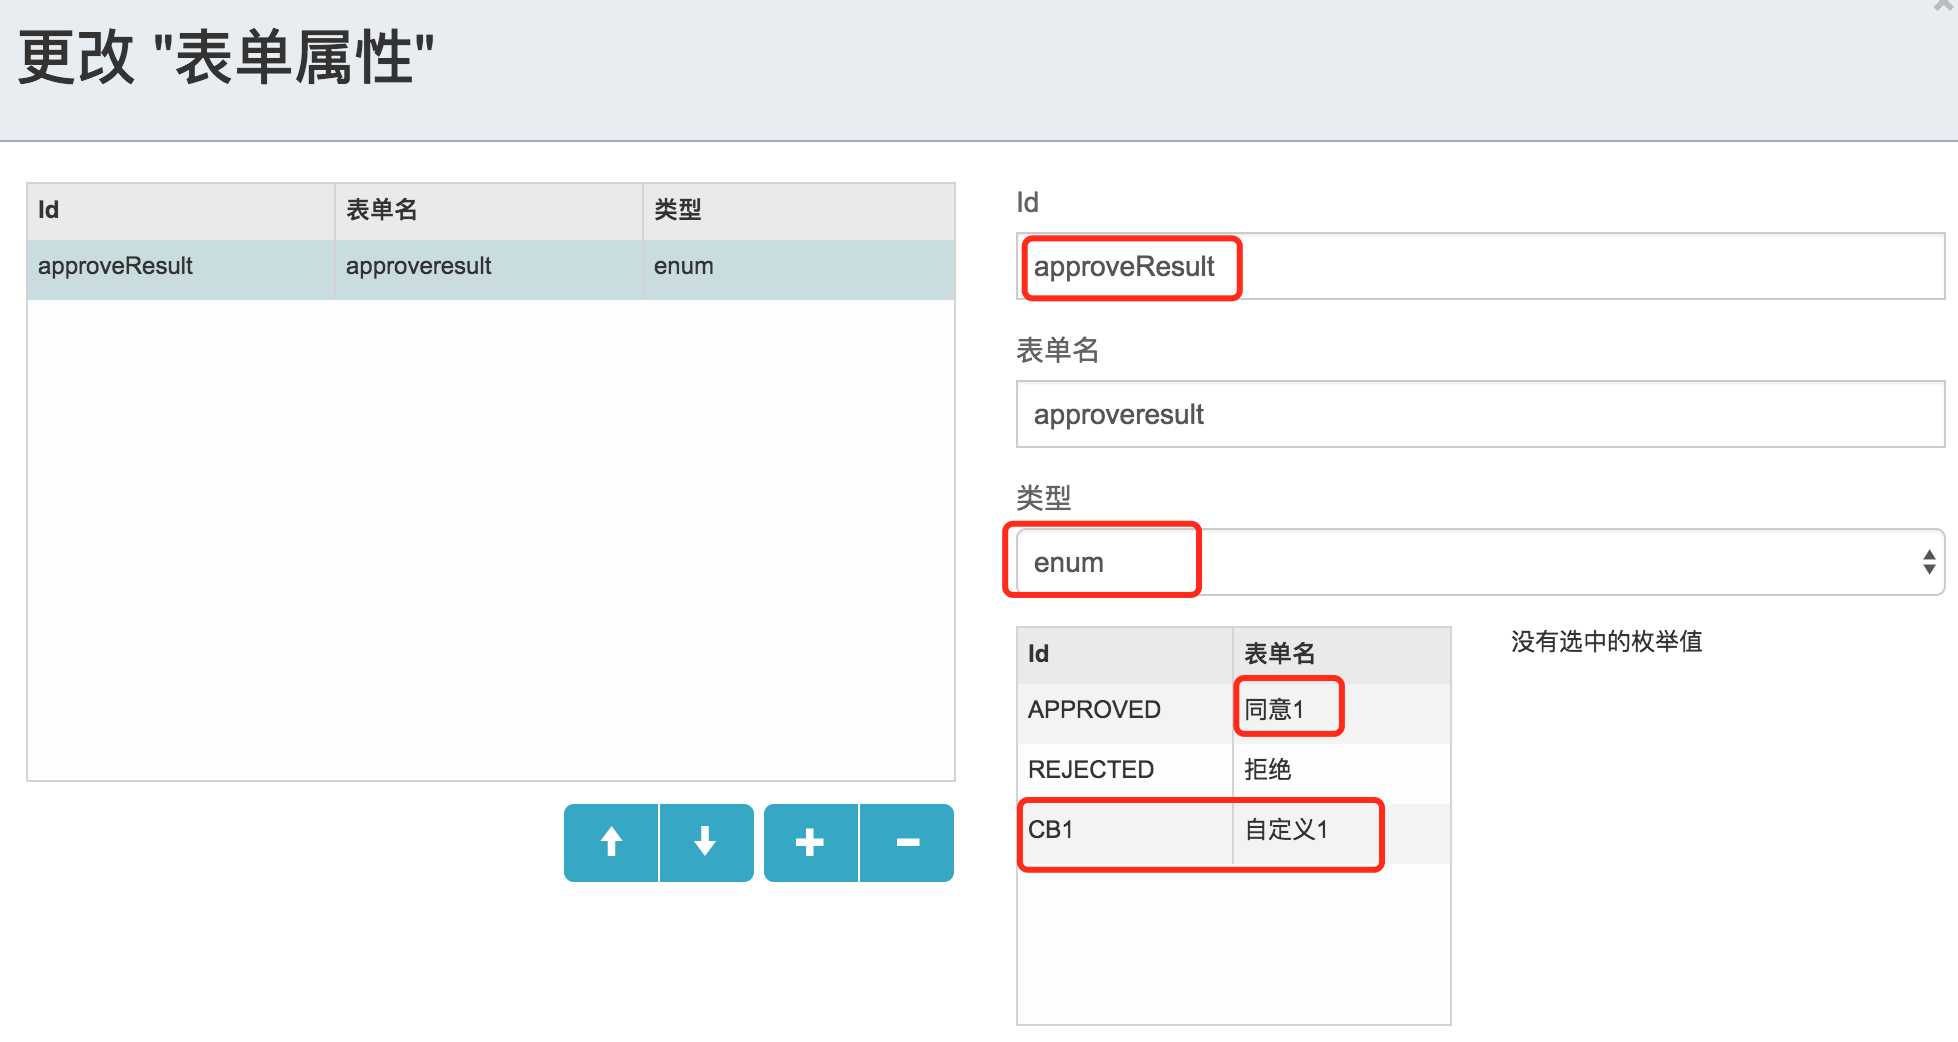 更改 "表单属性"
Id 表单名 类型
approveResult approveresult enum
Id
approveResult
表单名
approveresult
类型
enum
Id 表单名
APPROVED 同意1
REJECTED 拒绝
CB1 自定义1
没有选中的枚举值